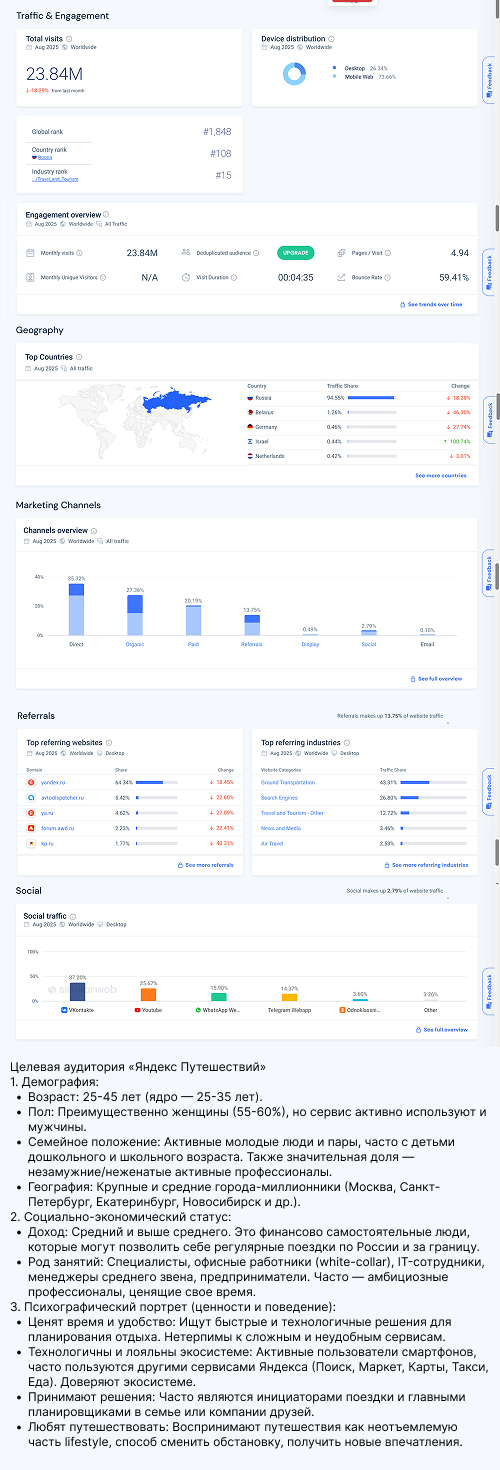 Traffic & Engagement
Total visits
Aug 2025 Worldwide
23.84M
↓-18.29% from last month
Device distribution
Aug 2025 Worldwide
Desktop 26.34%
Mobile Web 73.66%
Global rank #1,848
Country rank #108
Russia
Industry rank #15
.../Travel_and_Tourism
Engagement overview
Aug 2025 Worldwide All Traffic
Monthly visits 23.84M
Deduplicated audience UPGRADE
Pages / Visit 4.94
Monthly Unique Visitors N/A
Visit Duration 00:04:35
Bounce Rate 59.41%
See trends over time
Feedback
Geography
Top Countries
Aug 2025 All traffic
Country Traffic Share Change
Russia 94.55% ↓ 18.28%
Belarus 1.26% ↓ 46.30%
Germany 0.46% ↓ 27.74%
Israel 0.44% ↑ 100.74%
Netherlands 0.42% ↓ 3.01%
See more countries
Feedback
Marketing Channels
Channels overview
Aug 2025 Worldwide All traffic
40%
20%
0%
35.32%
27.36%
20.19%
13.75%
0.49%
2.79%
0.10%
Direct Organic Paid Referrals Display Social Email
See full overview
Feedback
Referrals
Referrals makes up 13.75% of website traffic
Top referring websites
Aug 2025 Worldwide Desktop
Domain Share Change
yandex.ru 64.34% ↓ 18.45%
avtodispetcher.ru 5.42% ↓ 22.60%
ya.ru 4.62% ↓ 27.09%
forum.awd.ru 2.23% ↓ 22.41%
kp.ru 1.77% ↓ 40.31%
See more referrals
Top referring industries
Aug 2025 Worldwide Desktop
Website Categories Traffic Share
Ground Transportation 43.31%
Search Engines 26.80%
Travel and Tourism - Other 12.72%
News and Media 3.46%
Air Travel 2.53%
See more referring industries
Feedback
Social
Social makes up 2.79% of website traffic
Social traffic
Aug 2025 Worldwide Desktop
100%
50%
0%
similarweb
37.20%
25.67%
15.90%
14.37%
3.60%
3.26%
VKontakte Youtube WhatsApp We... Telegram Webapp Odnoklassni... Other
See full overview
Feedback
Целевая аудитория «Яндекс Путешествий»
1. Демография:
• Возраст: 25-45 лет (ядро — 25-35 лет).
• Пол: Преимущественно женщины (55-60%), но сервис активно используют и
мужчины.
• Семейное положение: Активные молодые люди и пары, часто с детьми
дошкольного и школьного возраста. Также значительная доля —
незамужние/неженатые активные профессионалы.
• География: Крупные и средние города-миллионники (Москва, Санкт-
Петербург, Екатеринбург, Новосибирск и др.).
2. Социально-экономический статус:
• Доход: Средний и выше среднего. Это финансово самостоятельные люди,
которые могут позволить себе регулярные поездки по России и за границу.
• Род занятий: Специалисты, офисные работники (white-collar), IT-сотрудники,
менеджеры среднего звена, предприниматели. Часто — амбициозные
профессионалы, ценящие свое время.
3. Психографический портрет (ценности и поведение):
• Ценят время и удобство: Ищут быстрые и технологичные решения для
планирования отдыха. Нетерпимы к сложным и неудобным сервисам.
• Технологичны и лояльны экосистеме: Активные пользователи смартфонов,
часто пользуются другими сервисами Яндекса (Поиск, Маркет, Карты, Такси,
Еда). Доверяют экосистеме.
• Принимают решения: Часто являются инициаторами поездки и главными
планировщиками в семье или компании друзей.
• Любят путешествовать: Воспринимают путешествия как неотъемлемую
часть lifestyle, способ сменить обстановку, получить новые впечатления.